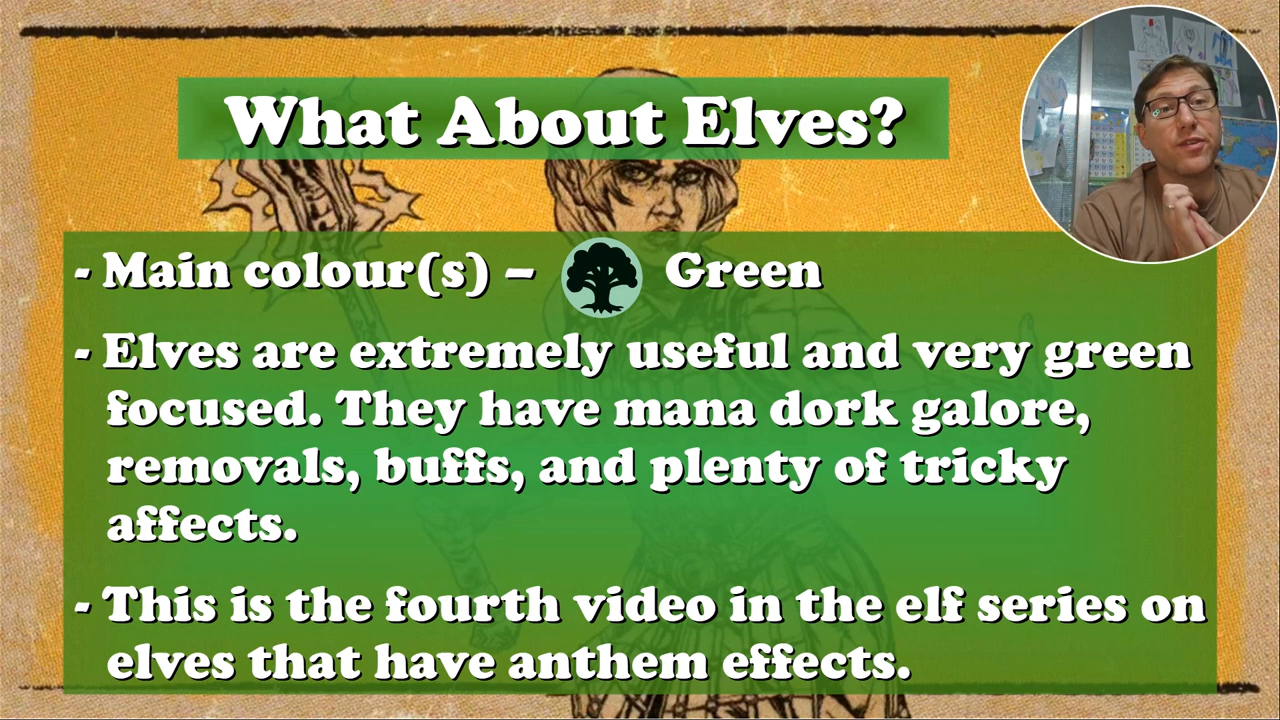 What About Elves?
- Main colour(s) – Green
- Elves are extremely useful and very green
focused. They have mana dork galore,
removals, buffs, and plenty of tricky
affects.
- This is the fourth video in the elf series on
elves that have anthem effects.